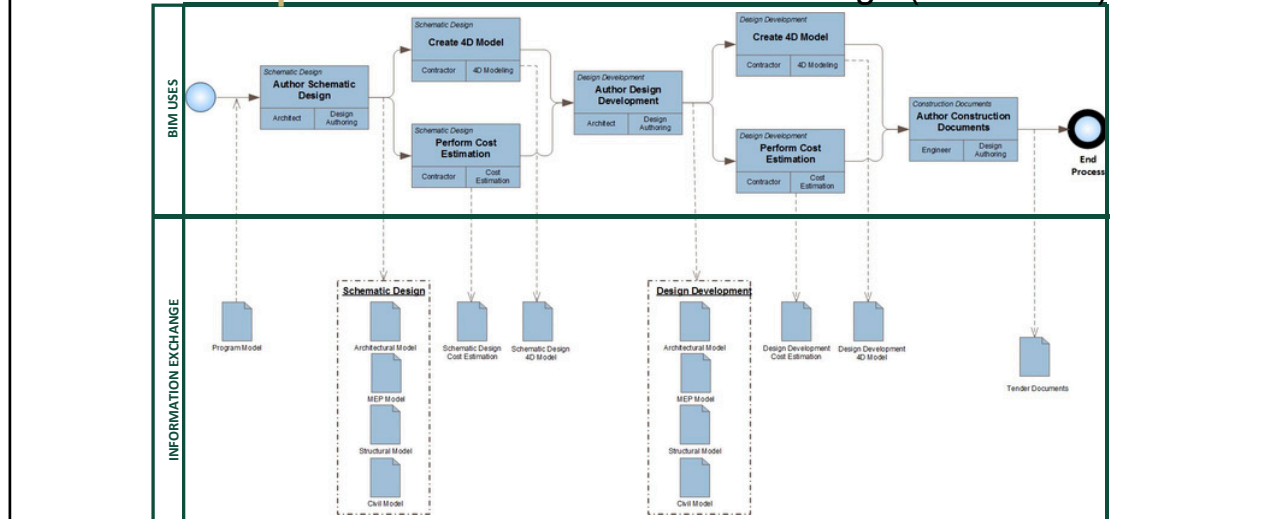 BIM USES
Schematic Design
Author Schematic
Design
Architect
Design
Authoring
Schematic Design
Create 4D Model
Contractor
4D Modeling
Schematic Design
Perform Cost
Estimation
Contractor
Cost
Estimation
Design Development
Author Design
Development
Architect
Design
Authoring
Design Development
Create 4D Model
Contractor
4D Modeling
Design Development
Perform Cost
Estimation
Contractor
Cost
Estimation
Construction Documents
Author Construction
Documents
Engineer
Design
Authoring
End
Process
INFORMATION EXCHANGE
Program Model
Schematic Design
Architectural Model
MEP Model
Structural Model
Civil Model
Schematic Design
Cost Estimation
Schematic Design
4D Model
Design Development
Architectural Model
MEP Model
Structural Model
Civil Model
Design Development
Cost Estimation
Design Development
4D Model
Tender Documents